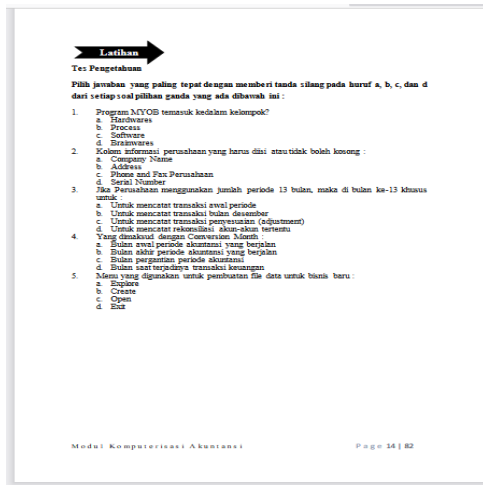 Latihan
Tes Pengetahuan
Pilih jawaban yang paling tepat dengan memberi tanda silang pada huruf a, b, c, dan d
dari setiap soal pilihan ganda yang ada dibawah ini :
1. Program MYOB temasuk kedalam kelompok?
a. Hardwares
b. Process
c. Software
d. Brainwares
2. Kolom informasi perusahaan yang harus diisi atau tidak boleh kosong :
a. Company Name
b. Address
c. Phone and Fax Perusahaan
d. Serial Number
3. Jika Perusahaan menggunakan jumlah periode 13 bulan, maka di bulan ke-13 khusus
untuk :
a. Untuk mencatat transaksi awal periode
b. Untuk mencatat transaksi bulan desember
c. Untuk mencatat transaksi penyesuaian (adjustment)
d. Untuk mencatat rekonsiliasi akun-akun tertentu
4. Yang dimaksud dengan Conversion Month :
a. Bulan awal periode akuntansi yang berjalan
b. Bulan akhir periode akuntansi yang berjalan
c. Bulan pergantian periode akuntansi
d. Bulan saat terjadinya transaksi keuangan
5. Menu yang digunakan untuk pembuatan file data untuk bisnis baru :
a. Explore
b. Create
c. Open
d. Exit
Modul Komputerisasi Akuntansi Page 14 | 82